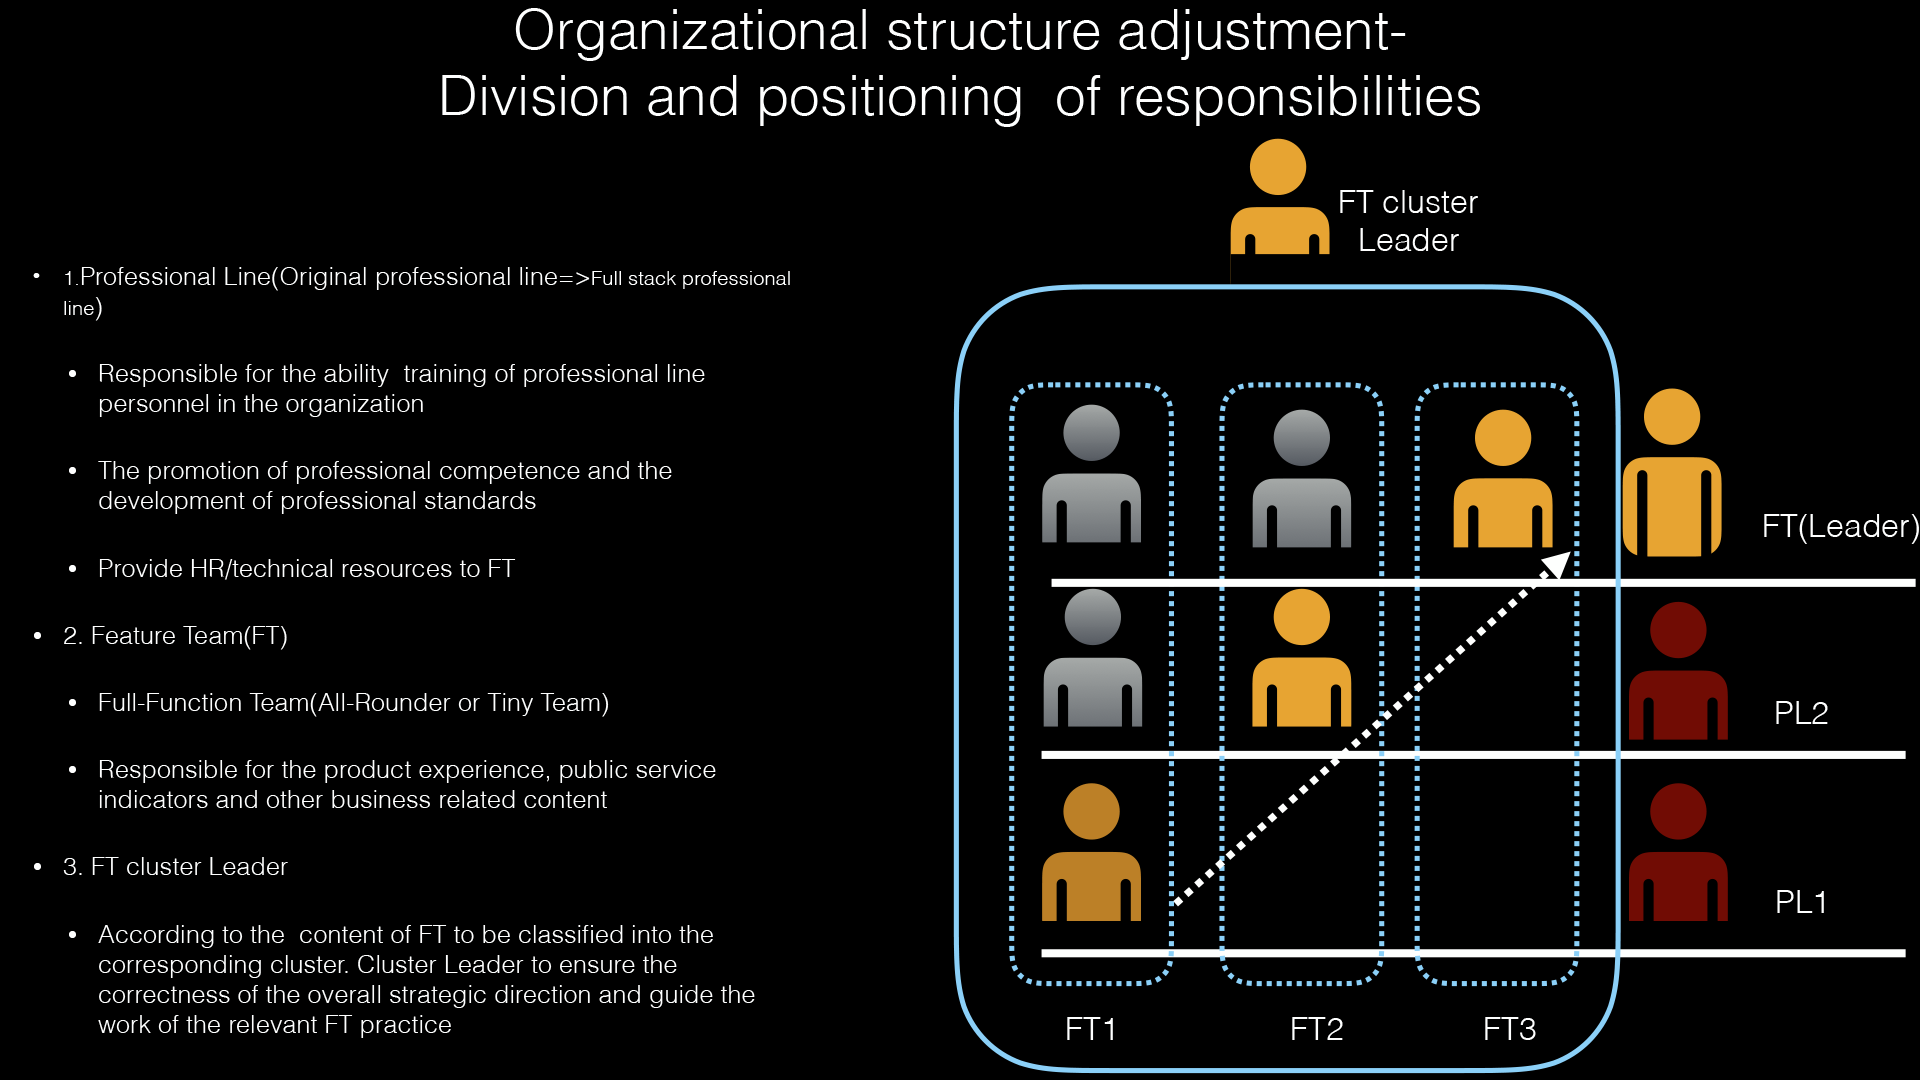 Organizational structure adjustment-
Division and positioning  of responsibilities
• 1.Professional Line(Original professional line=>Full stack professional
line)
• Responsible for the ability  training of professional line
personnel in the organization
• The promotion of professional competence and the
development of professional standards
• Provide HR/technical resources to FT
• 2. Feature Team(FT)
• Full-Function Team(All-Rounder or Tiny Team)
• Responsible for the product experience, public service
indicators and other business related content
• 3. FT cluster Leader
• According to the  content of FT to be classified into the
corresponding cluster. Cluster Leader to ensure the
correctness of the overall strategic direction and guide the
work of the relevant FT practice
FT cluster
Leader
FT(Leader)
PL2
PL1
FT1
FT2
FT3